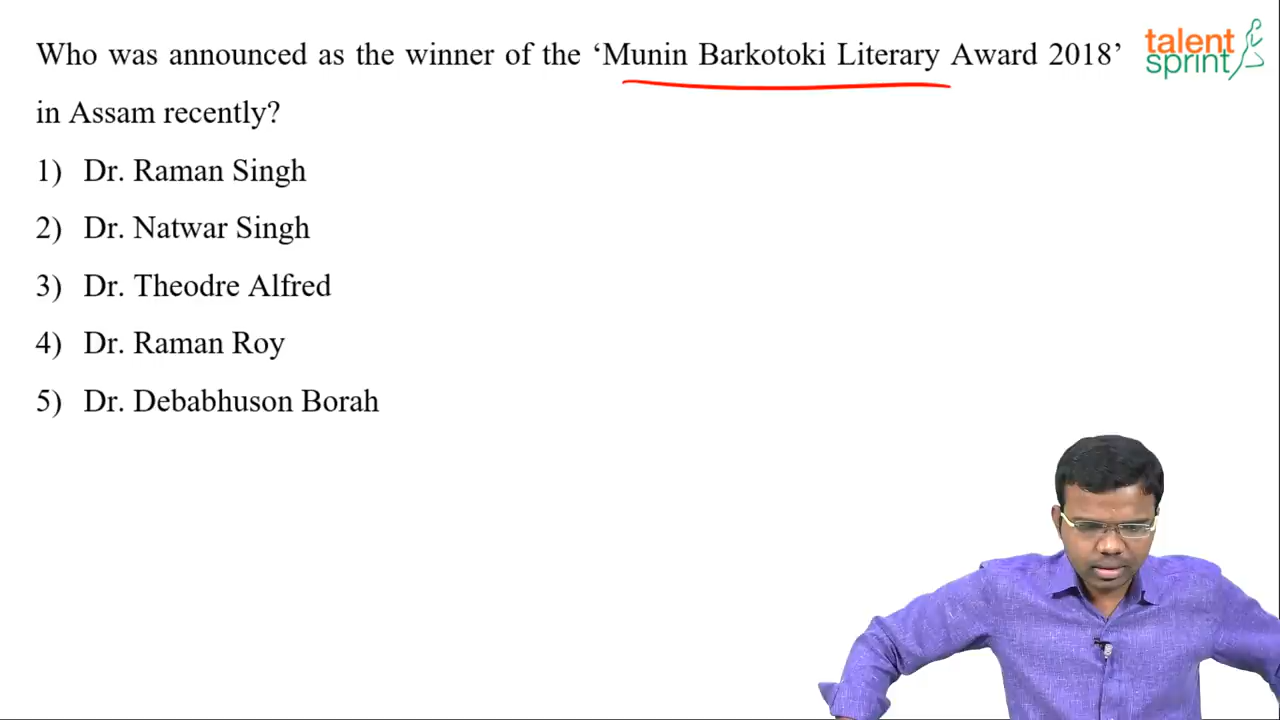 Who was announced as the winner of the ‘Munin Barkotoki Literary Award 2018’
in Assam recently?
1) Dr. Raman Singh
2) Dr. Natwar Singh
3) Dr. Theodre Alfred
4) Dr. Raman Roy
5) Dr. Debabhuson Borah
talent
sprint